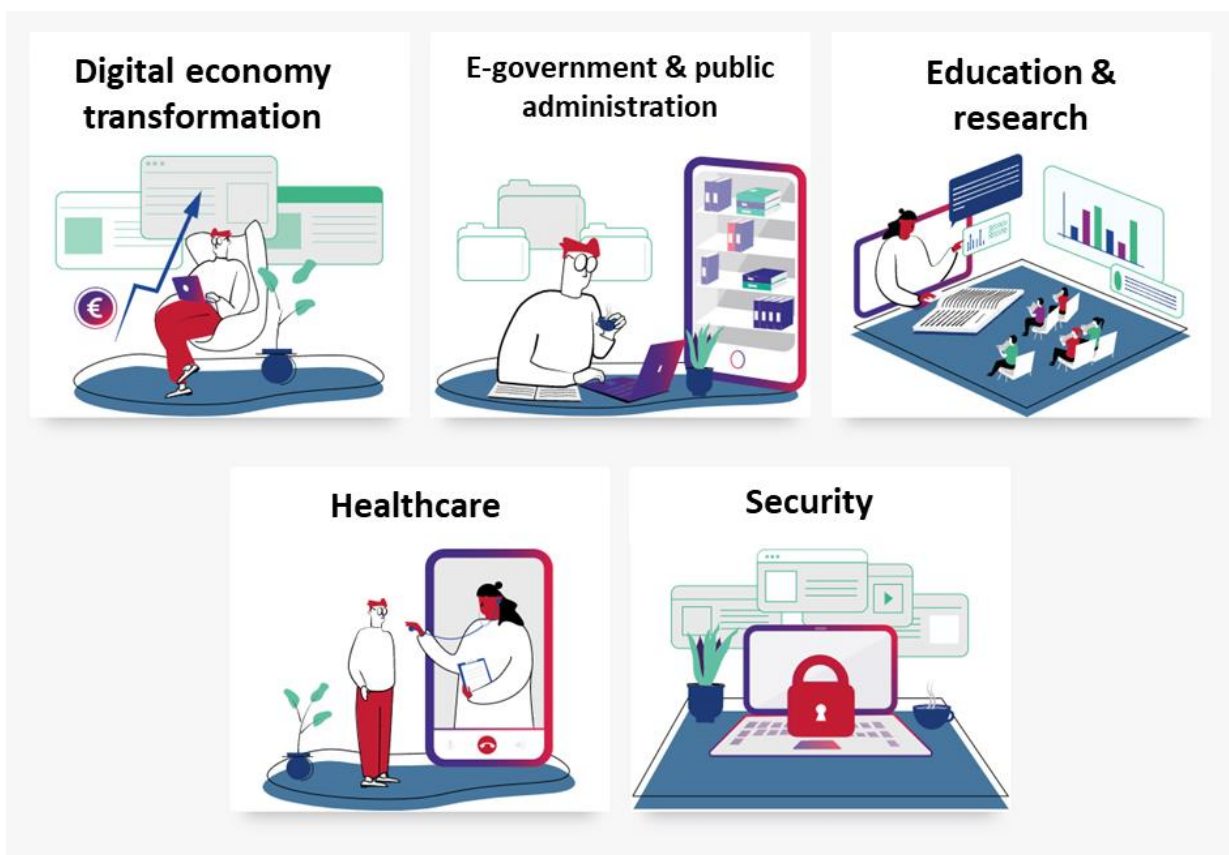 Digital economy
transformation
E-government & public
administration
Education &
research
€
Healthcare
Security